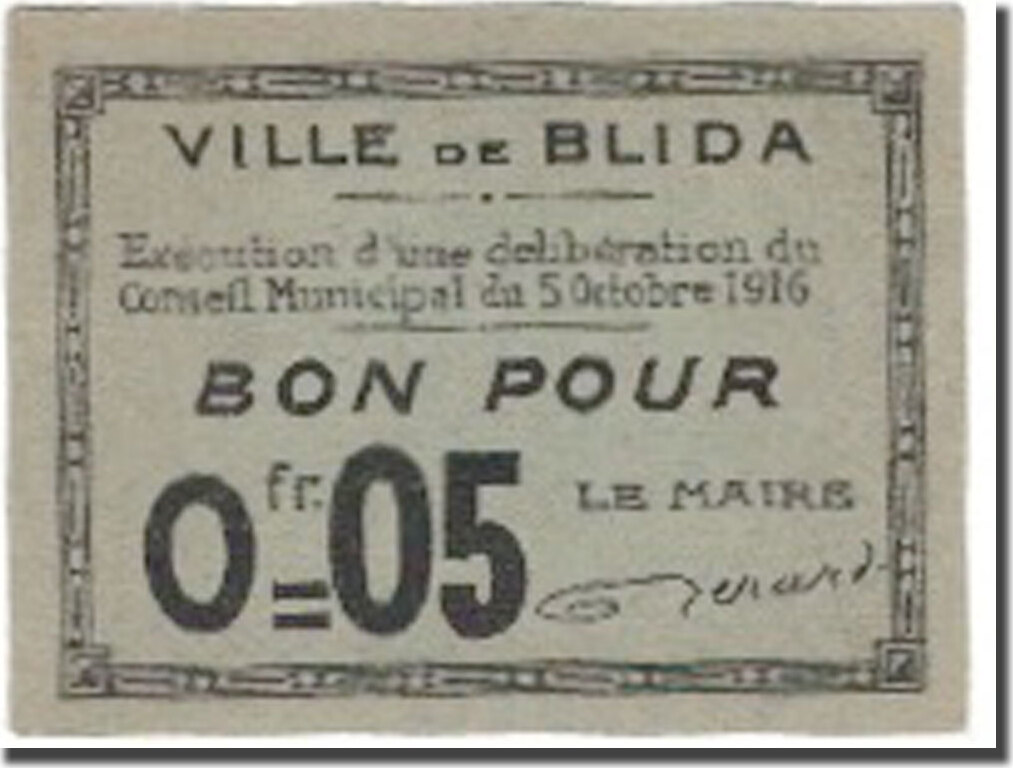 VILLE DE BLIDA
Exécution d'une délibération du
Conseil Municipal du 5 Octobre 1916
BON POUR
0 fr.=05
LE MAIRE